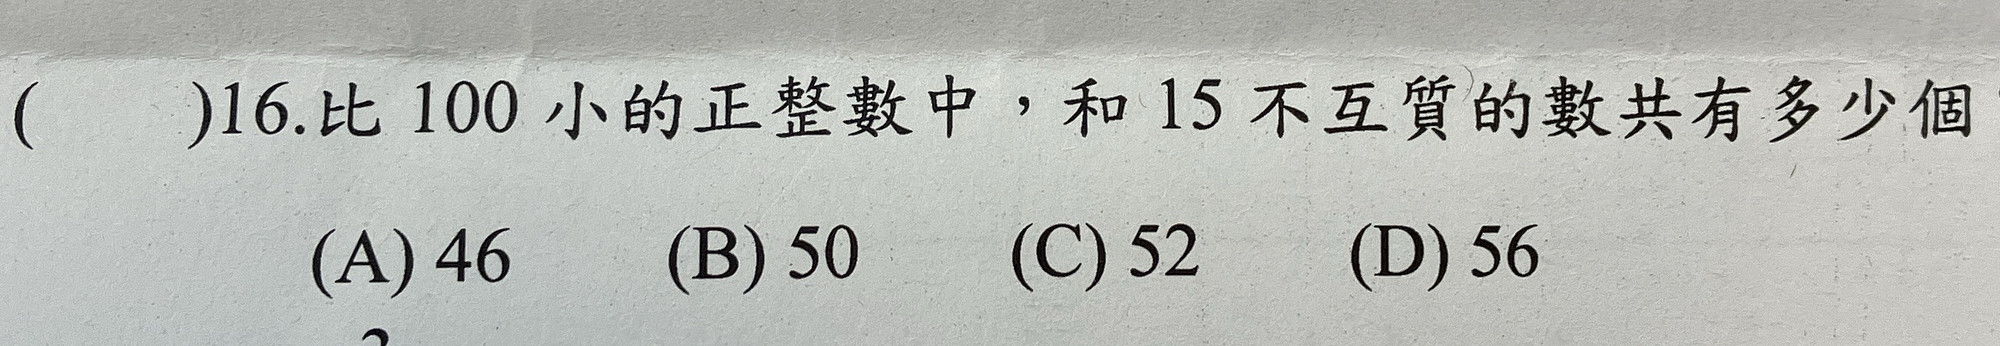 (　　)16.比 100 小的正整數中，和 15 不互質的數共有多少個
(A) 46　(B) 50　(C) 52　(D) 56